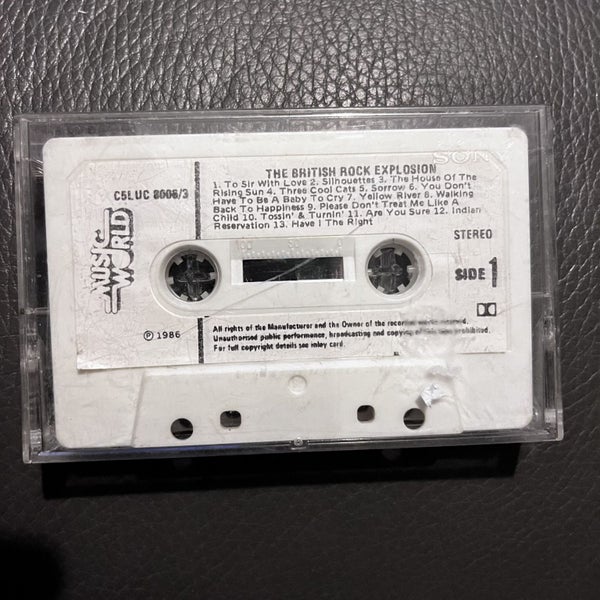 SONY
THE BRITISH ROCK EXPLOSION
C5LUC 8006/3
1. To Sir With Love 2. Silhouettes 3. The House Of The
Rising Sun 4. Three Cool Cats 5. Sorrow 6. You Don't
Have To Be A Baby To Cry 7. Yellow River 8. Walking
Back To Happiness 9. Please Don't Treat Me Like A
Child 10. Tossin' & Turnin' 11. Are You Sure 12. Indian
Reservation 13. Have I The Right
MUSIC WORLD
STEREO
100 50 0
SIDE 1
Ⓟ 1986
All rights of the Manufacturer and the Owner of the recorded work reserved.
Unauthorised public performance, broadcasting and copying of this tape prohibited.
For full copyright details see inlay card.